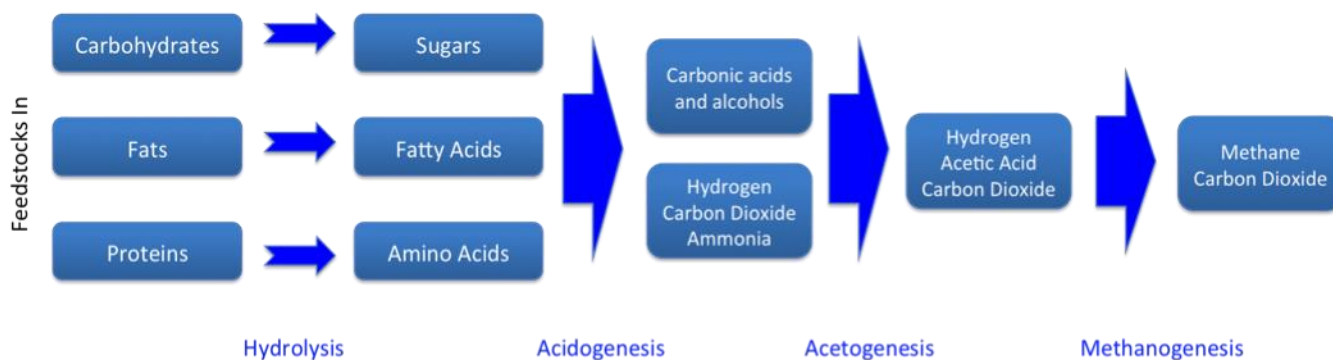 Feedstocks In
Carbohydrates
Sugars
Fats
Fatty Acids
Proteins
Amino Acids
Carbonic acids
and alcohols
Hydrogen
Carbon Dioxide
Ammonia
Hydrogen
Acetic Acid
Carbon Dioxide
Methane
Carbon Dioxide
Hydrolysis
Acidogenesis
Acetogenesis
Methanogenesis